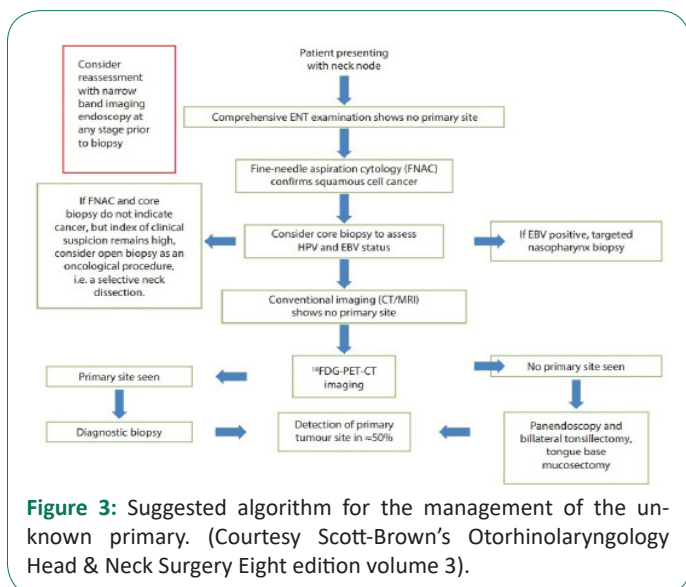 Consider
reassessment
with narrow
band imaging
endoscopy at
any stage prior
to biopsy
Patient presenting
with neck node
Comprehensive ENT examination shows no primary site
Fine-needle aspiration cytology (FNAC)
confirms squamous cell cancer
If FNAC and core
biopsy do not indicate
cancer, but index of clinical
suspicion remains high,
consider open biopsy as an
oncological procedure,
i.e. a selective neck
dissection.
Consider core biopsy to assess
HPV and EBV status
If EBV positive, targeted
nasopharynx biopsy
Conventional imaging (CT/MRI)
shows no primary site
¹⁸FDG-PET-CT
imaging
Primary site seen
No primary site seen
Diagnostic biopsy
Detection of primary
tumour site in ≈50%
Panendoscopy and
billateral tonsillectomy,
tongue base
mucosectomy
Figure 3: Suggested algorithm for the management of the un-
known primary. (Courtesy Scott-Brown's Otorhinolaryngology
Head & Neck Surgery Eight edition volume 3).